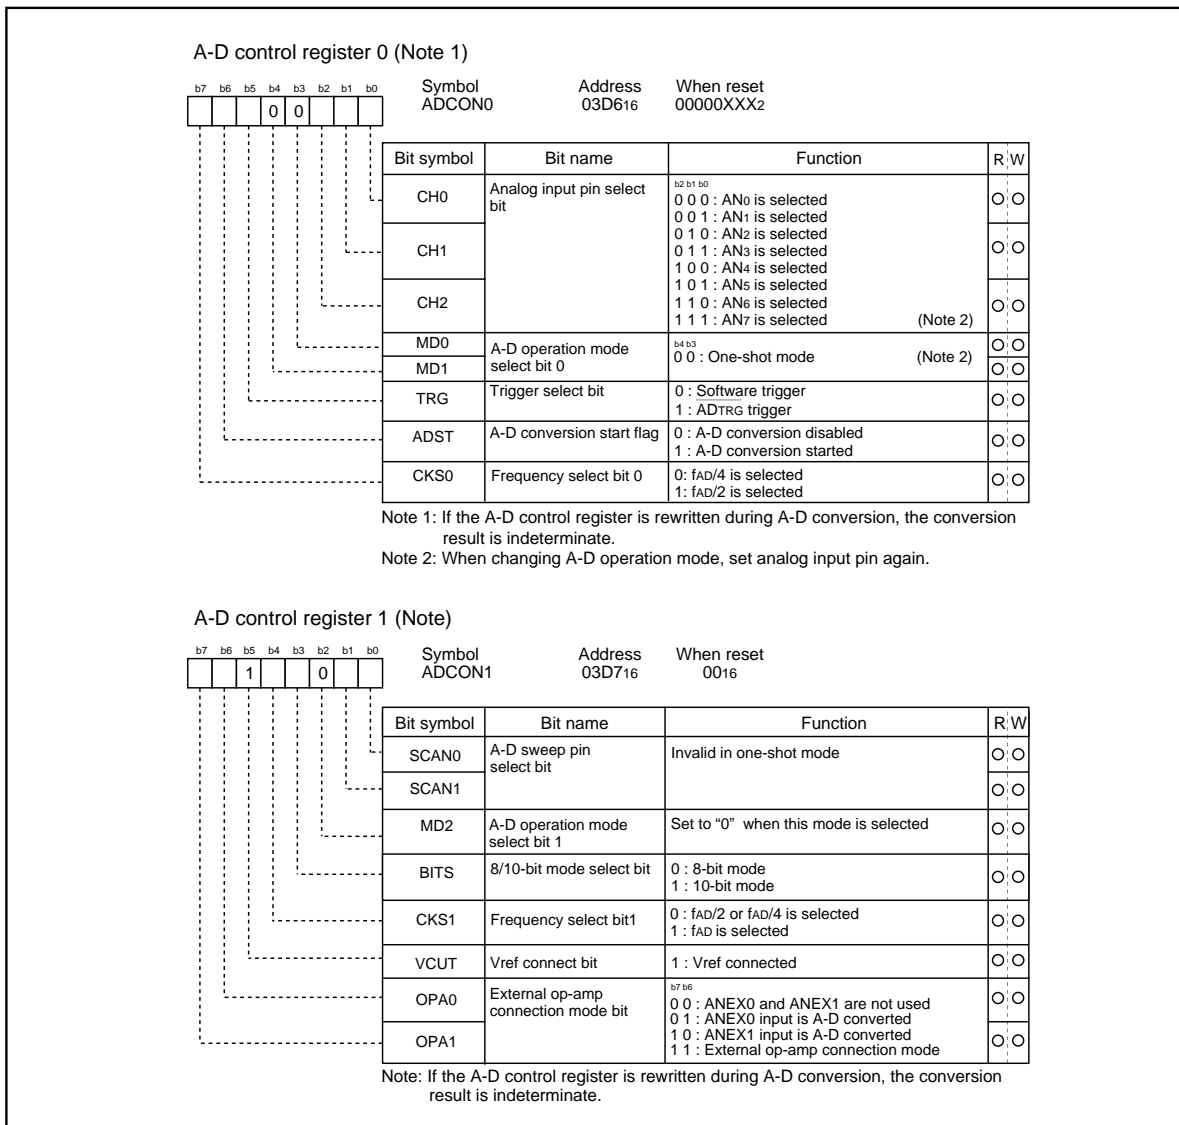 A-D control register 0 (Note 1)
b7 b6 b5 b4 b3 b2 b1 b0
0 0
Symbol Address When reset
ADCON0 03D616 00000XXX2
Bit symbol Bit name Function R W
CH0 Analog input pin select bit
b2 b1 b0
0 0 0 : AN0 is selected
0 0 1 : AN1 is selected
0 1 0 : AN2 is selected
CH1 0 1 1 : AN3 is selected
1 0 0 : AN4 is selected
1 0 1 : AN5 is selected
CH2 1 1 0 : AN6 is selected
1 1 1 : AN7 is selected (Note 2)
MD0 A-D operation mode
MD1 select bit 0
b4 b3
0 0 : One-shot mode (Note 2)
TRG Trigger select bit 0 : Software trigger
1 : ADTRG trigger
ADST A-D conversion start flag 0 : A-D conversion disabled
1 : A-D conversion started
CKS0 Frequency select bit 0 0: fAD/4 is selected
1: fAD/2 is selected
Note 1: If the A-D control register is rewritten during A-D conversion, the conversion
result is indeterminate.
Note 2: When changing A-D operation mode, set analog input pin again.
A-D control register 1 (Note)
b7 b6 b5 b4 b3 b2 b1 b0
1 0
Symbol Address When reset
ADCON1 03D716 0016
Bit symbol Bit name Function R W
SCAN0 A-D sweep pin Invalid in one-shot mode
select bit
SCAN1
MD2 A-D operation mode Set to “0” when this mode is selected
select bit 1
BITS 8/10-bit mode select bit 0 : 8-bit mode
1 : 10-bit mode
CKS1 Frequency select bit1 0 : fAD/2 or fAD/4 is selected
1 : fAD is selected
VCUT Vref connect bit 1 : Vref connected
OPA0 External op-amp
connection mode bit
b7 b6
0 0 : ANEX0 and ANEX1 are not used
0 1 : ANEX0 input is A-D converted
OPA1 1 0 : ANEX1 input is A-D converted
1 1 : External op-amp connection mode
Note: If the A-D control register is rewritten during A-D conversion, the conversion
result is indeterminate.